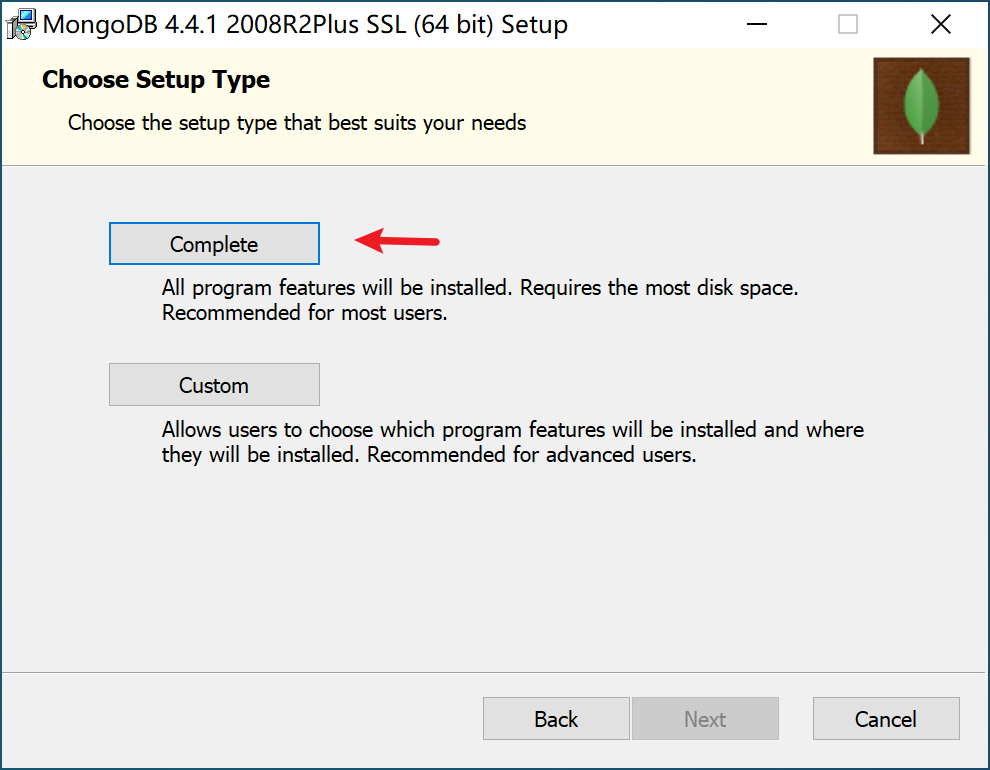 MongoDB 4.4.1 2008R2Plus SSL (64 bit) Setup
Choose Setup Type
Choose the setup type that best suits your needs
Complete
All program features will be installed. Requires the most disk space.
Recommended for most users.
Custom
Allows users to choose which program features will be installed and where
they will be installed. Recommended for advanced users.
Back
Next
Cancel